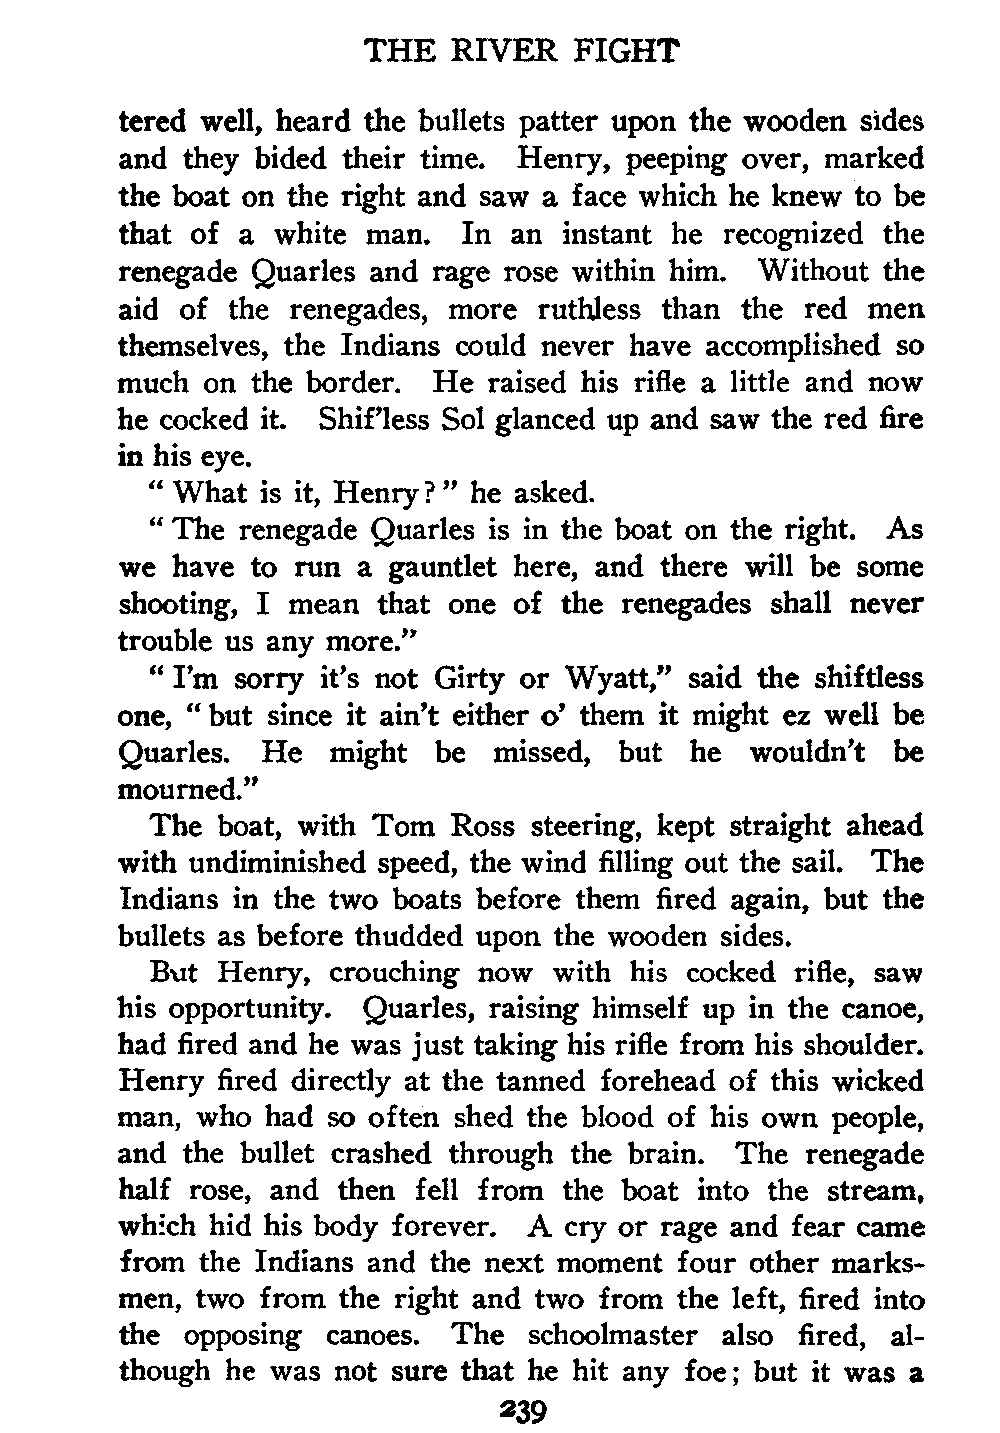 THE RIVER FIGHT
tered well, heard the bullets patter upon the wooden sides
and they bided their time. Henry, peeping over, marked
the boat on the right and saw a face which he knew to be
that of a white man. In an instant he recognized the
renegade Quarles and rage rose within him. Without the
aid of the renegades, more ruthless than the red men
themselves, the Indians could never have accomplished so
much on the border. He raised his rifle a little and now
he cocked it. Shif'less Sol glanced up and saw the red fire
in his eye.
“ What is it, Henry? ” he asked.
“ The renegade Quarles is in the boat on the right. As
we have to run a gauntlet here, and there will be some
shooting, I mean that one of the renegades shall never
trouble us any more.”
“ I'm sorry it's not Girty or Wyatt,” said the shiftless
one, “ but since it ain't either o' them it might ez well be
Quarles. He might be missed, but he wouldn't be
mourned.”
The boat, with Tom Ross steering, kept straight ahead
with undiminished speed, the wind filling out the sail. The
Indians in the two boats before them fired again, but the
bullets as before thudded upon the wooden sides.
But Henry, crouching now with his cocked rifle, saw
his opportunity. Quarles, raising himself up in the canoe,
had fired and he was just taking his rifle from his shoulder.
Henry fired directly at the tanned forehead of this wicked
man, who had so often shed the blood of his own people,
and the bullet crashed through the brain. The renegade
half rose, and then fell from the boat into the stream,
which hid his body forever. A cry or rage and fear came
from the Indians and the next moment four other marks-
men, two from the right and two from the left, fired into
the opposing canoes. The schoolmaster also fired, al-
though he was not sure that he hit any foe; but it was a
239